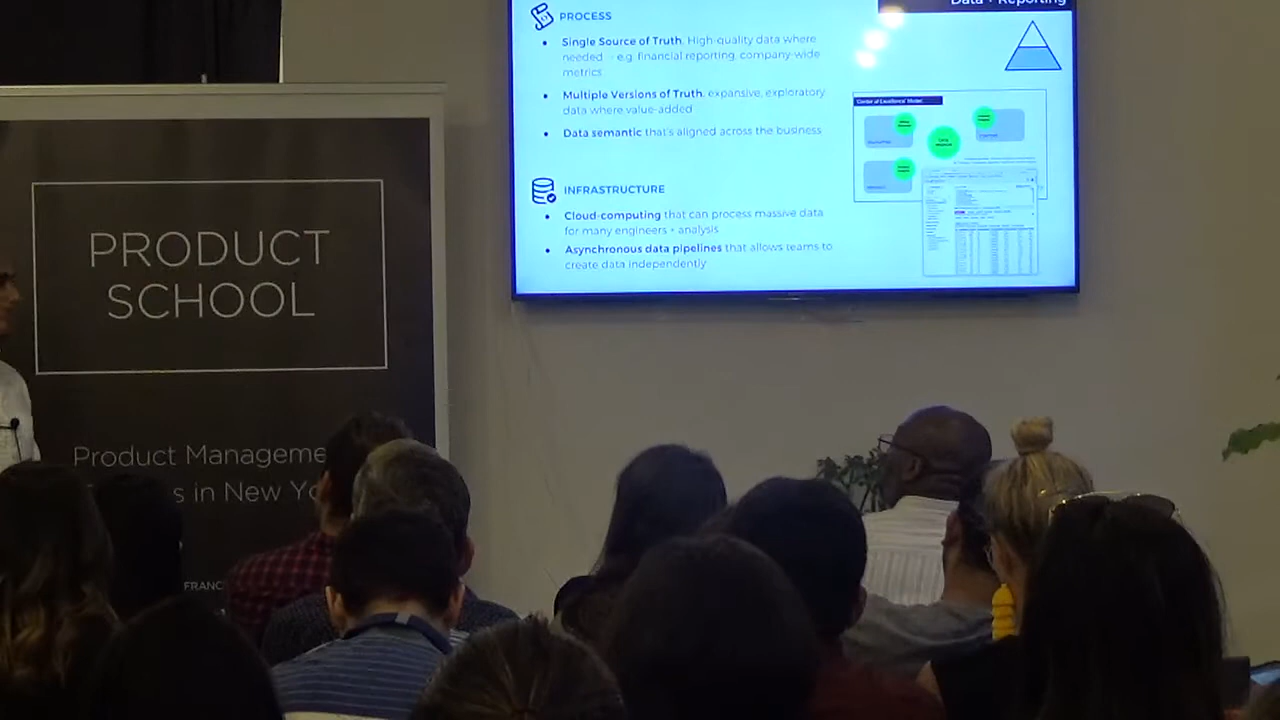 Data + Reporting
PROCESS
Single Source of Truth. High-quality data where
needed - e.g. financial reporting, company-wide
metrics
Multiple Versions of Truth. expansive, exploratory
data where value-added
Data semantic that's aligned across the business
'Center of Excellence' Model
INFRASTRUCTURE
Cloud-computing that can process massive data
for many engineers + analysis
Asynchronous data pipelines that allows teams to
create data independently
PRODUCT
SCHOOL
Product Manageme
s in New Yo
FRANC